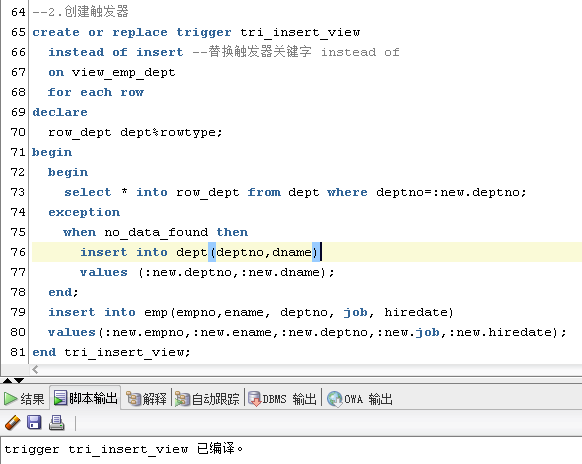 64 --2.创建触发器
65 create or replace trigger tri_insert_view
66 instead of insert --替换触发器关键字 instead of
67 on view_emp_dept
68 for each row
69 declare
70 row_dept dept%rowtype;
71 begin
72 begin
73 select * into row_dept from dept where deptno=:new.deptno;
74 exception
75 when no_data_found then
76 insert into dept(deptno,dname)
77 values (:new.deptno,:new.dname);
78 end;
79 insert into emp(empno,ename, deptno, job, hiredate)
80 values(:new.empno,:new.ename,:new.deptno,:new.job,:new.hiredate);
81 end tri_insert_view;
结果 脚本输出 解释 自动跟踪 DBMS 输出 OWA 输出
trigger tri_insert_view 已编译。